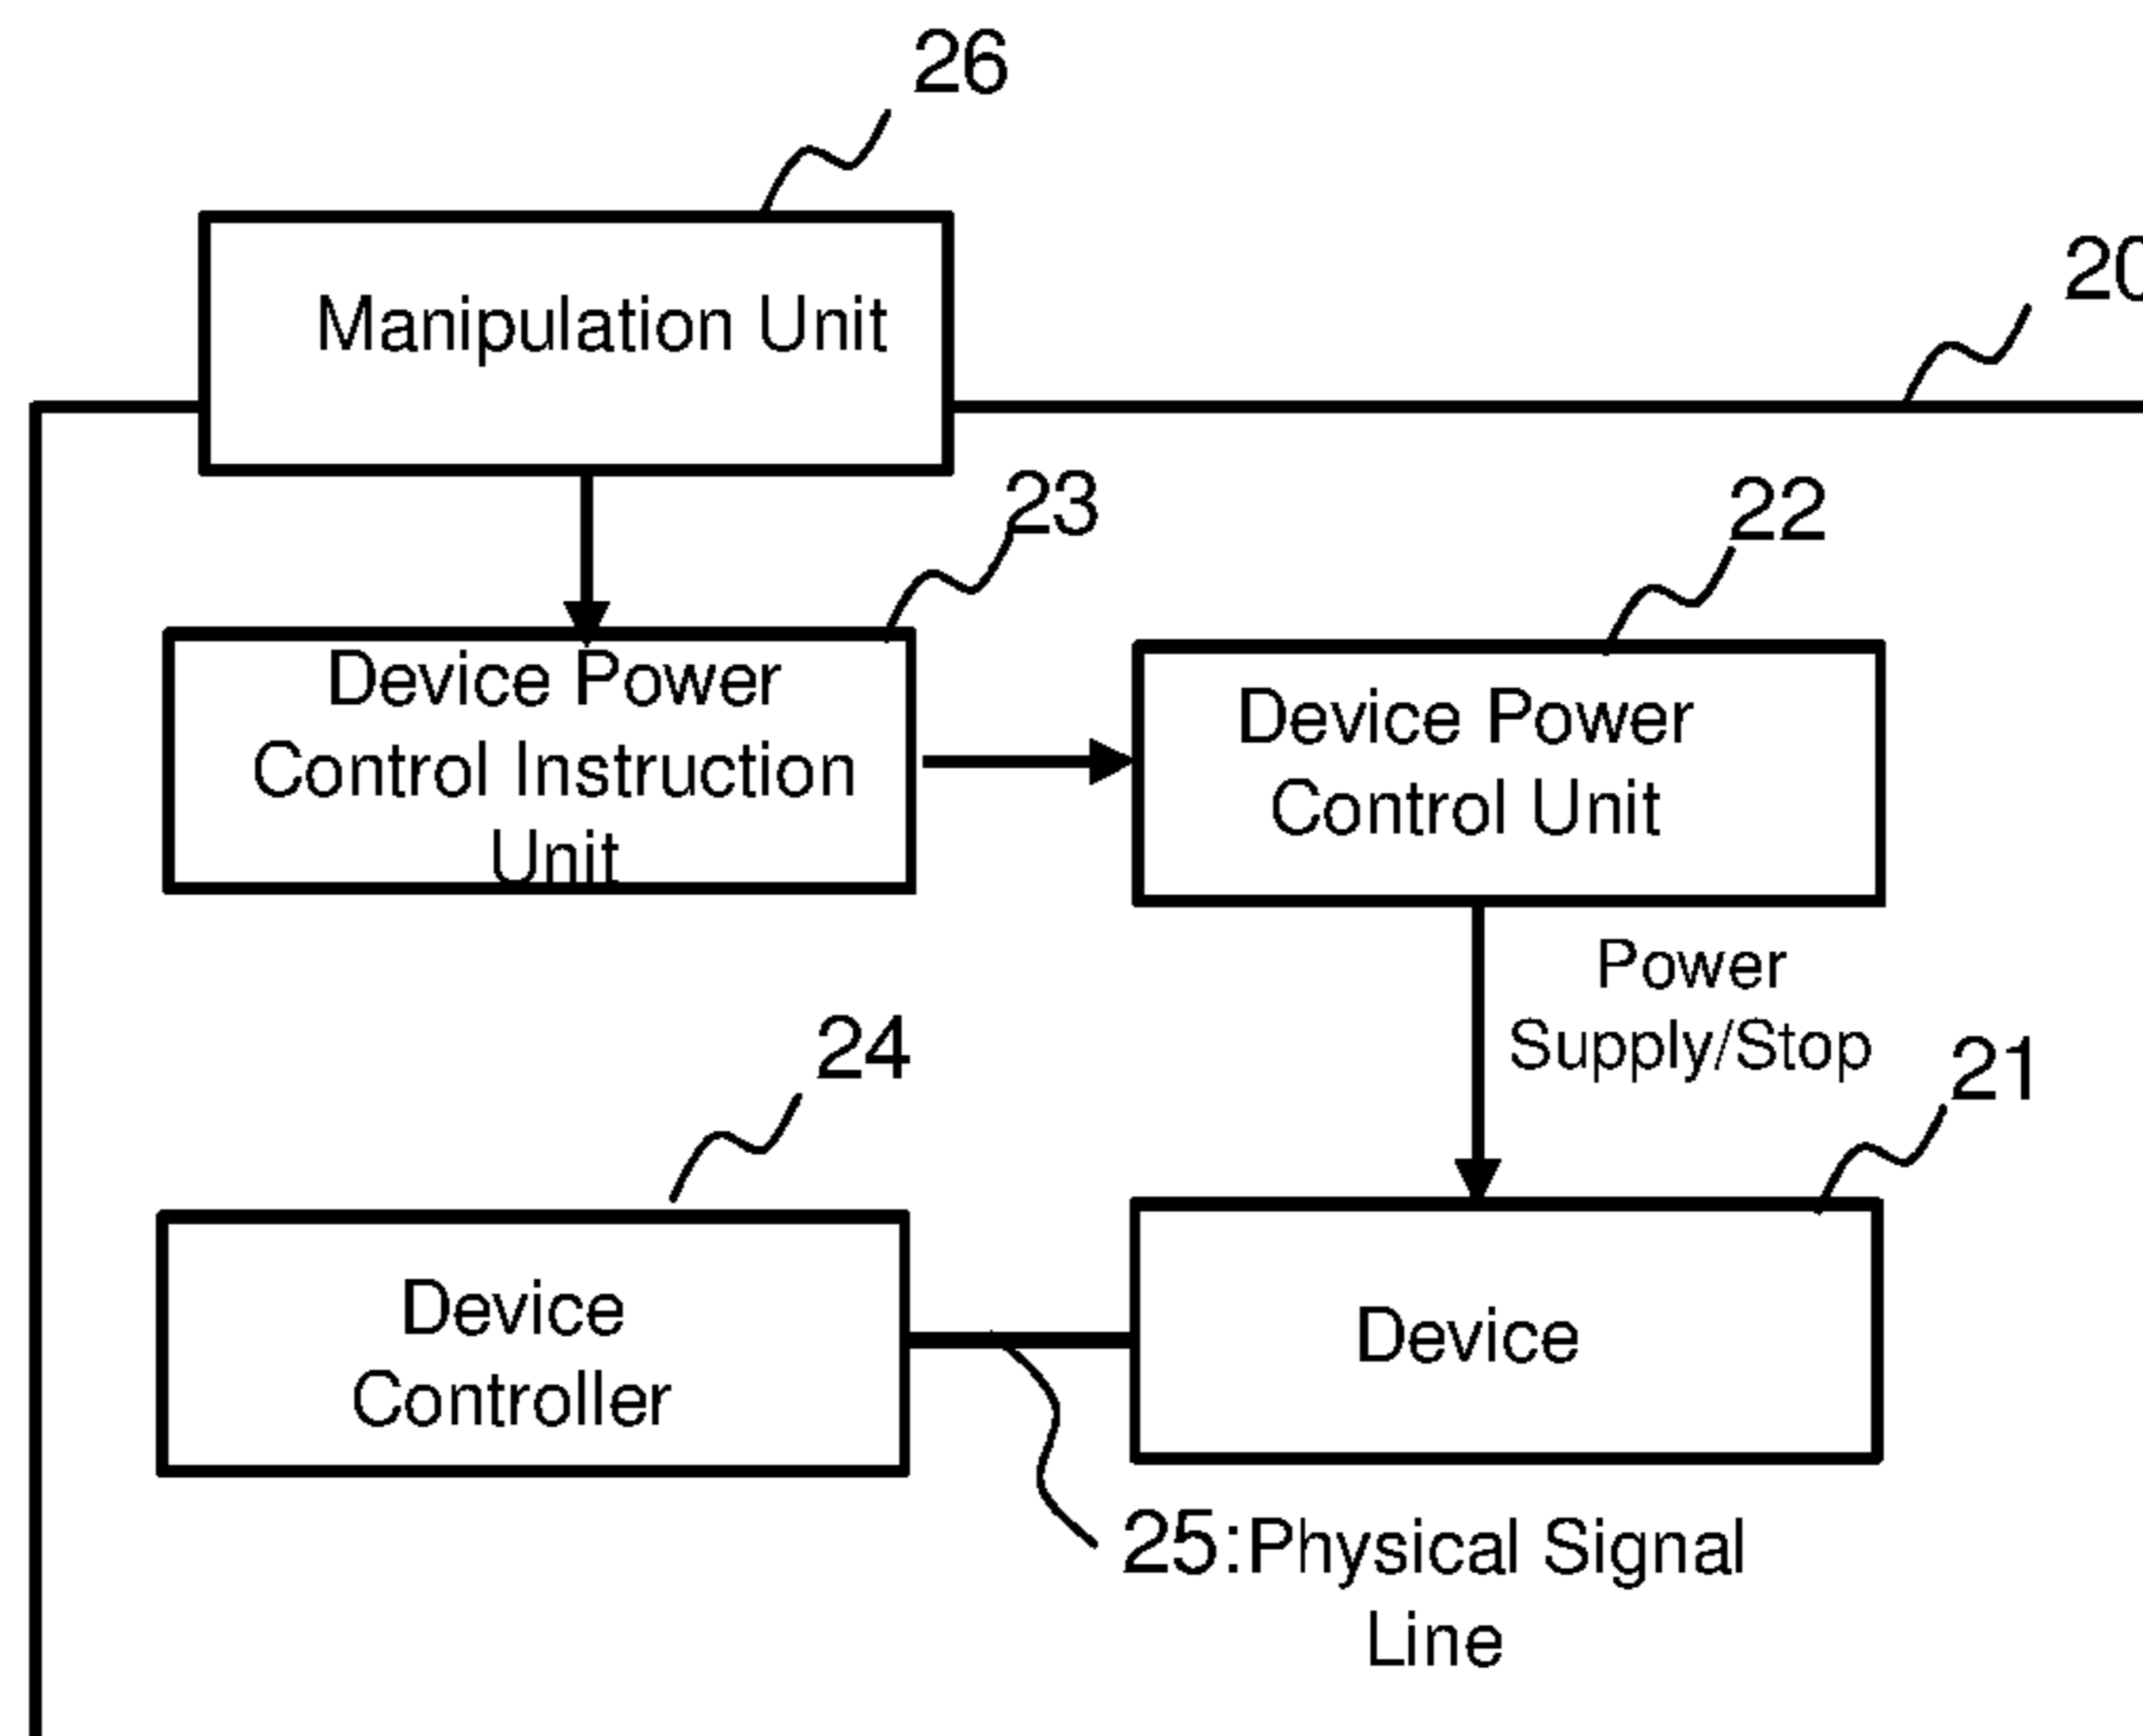 26
Manipulation Unit
20
23
22
Device Power
Control Instruction
Unit
Device Power
Control Unit
Power
Supply/Stop
24
21
Device
Controller
Device
25:Physical Signal
Line